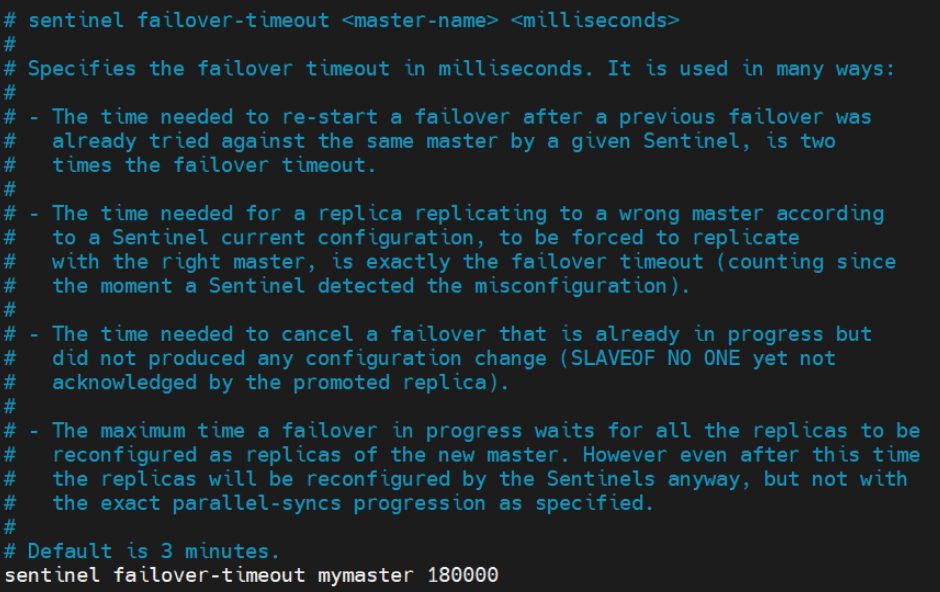 # sentinel failover-timeout <master-name> <milliseconds>
#
# Specifies the failover timeout in milliseconds. It is used in many ways:
#
# - The time needed to re-start a failover after a previous failover was
#   already tried against the same master by a given Sentinel, is two
#   times the failover timeout.
#
# - The time needed for a replica replicating to a wrong master according
#   to a Sentinel current configuration, to be forced to replicate
#   with the right master, is exactly the failover timeout (counting since
#   the moment a Sentinel detected the misconfiguration).
#
# - The time needed to cancel a failover that is already in progress but
#   did not produced any configuration change (SLAVEOF NO ONE yet not
#   acknowledged by the promoted replica).
#
# - The maximum time a failover in progress waits for all the replicas to be
#   reconfigured as replicas of the new master. However even after this time
#   the replicas will be reconfigured by the Sentinels anyway, but not with
#   the exact parallel-syncs progression as specified.
#
# Default is 3 minutes.
sentinel failover-timeout mymaster 180000